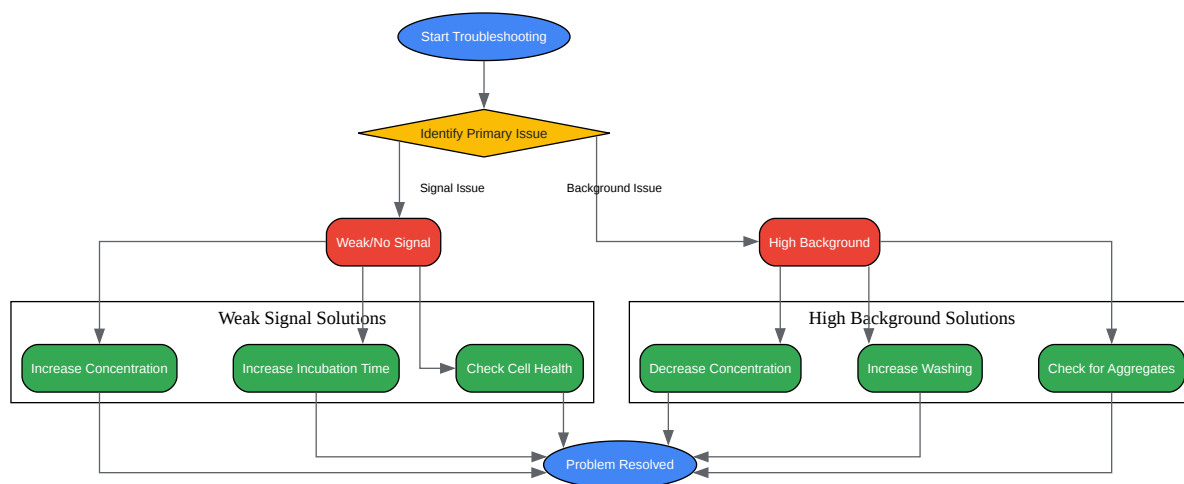 Start Troubleshooting
Identify Primary Issue
Signal Issue
Background Issue
Weak/No Signal
High Background
Weak Signal Solutions
High Background Solutions
Increase Concentration
Increase Incubation Time
Check Cell Health
Decrease Concentration
Increase Washing
Check for Aggregates
Problem Resolved